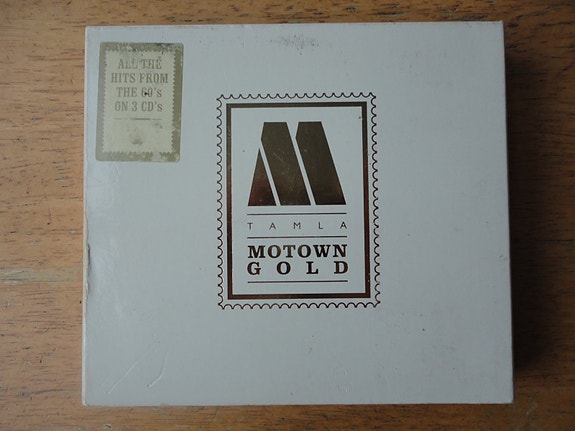 ALL THE
HITS FROM
THE 60's
ON 3 CD's
TAMLA
MOTOWN
GOLD